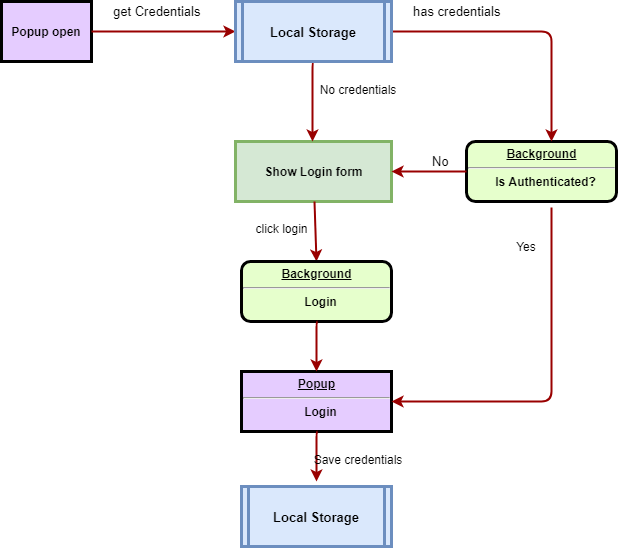 get Credentials
has credentials
Popup open
Local Storage
No credentials
Background
Is Authenticated?
No
Show Login form
click login
Yes
Background
Login
Popup
Login
Save credentials
Local Storage